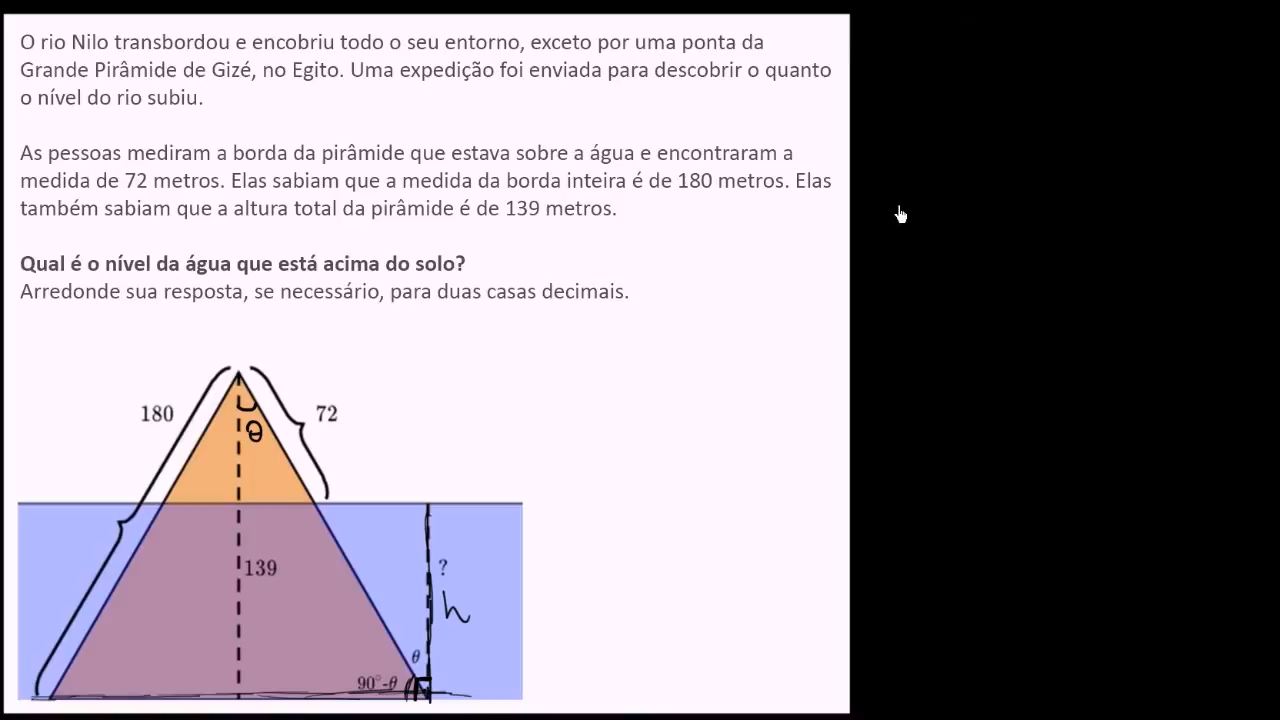 O rio Nilo transbordou e encobriu todo o seu entorno, exceto por uma ponta da
Grande Pirâmide de Gizé, no Egito. Uma expedição foi enviada para descobrir o quanto
o nível do rio subiu.
As pessoas mediram a borda da pirâmide que estava sobre a água e encontraram a
medida de 72 metros. Elas sabiam que a medida da borda inteira é de 180 metros. Elas
também sabiam que a altura total da pirâmide é de 139 metros.
Qual é o nível da água que está acima do solo?
Arredonde sua resposta, se necessário, para duas casas decimais.
180
72
θ
139
?
h
θ
90°-θ